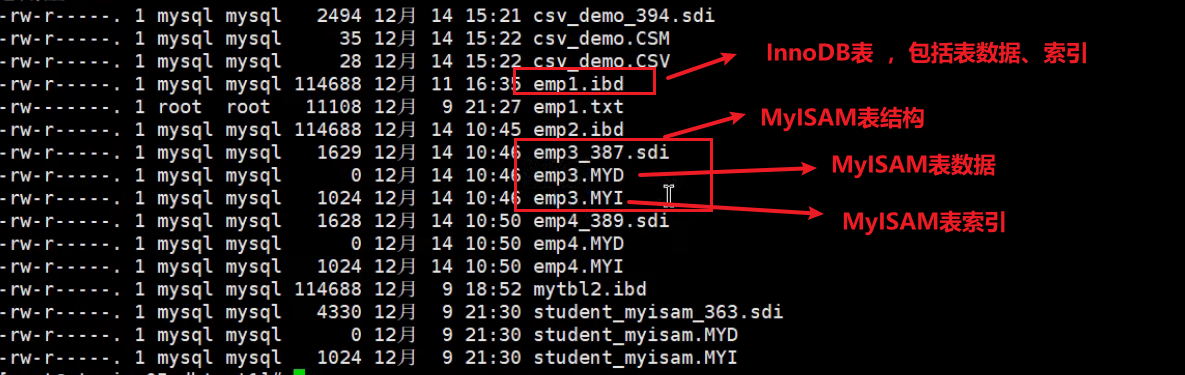 -rw-r-----. 1 mysql mysql 2494 12月 14 15:21 csv_demo_394.sdi
-rw-r-----. 1 mysql mysql 35 12月 14 15:22 csv_demo.CSM
-rw-r-----. 1 mysql mysql 28 12月 14 15:22 csv_demo.CSV
InnoDB表 ，包括表数据、索引
-rw-r-----. 1 mysql mysql 114688 12月 11 16:35 emp1.ibd
-rw-r--r--. 1 root root 11108 12月 9 21:27 emp1.txt
MyISAM表结构
-rw-r-----. 1 mysql mysql 114688 12月 14 10:45 emp2.ibd
-rw-r-----. 1 mysql mysql 1629 12月 14 10:46 emp3_387.sdi
MyISAM表数据
-rw-r-----. 1 mysql mysql 0 12月 14 10:46 emp3.MYD
-rw-r-----. 1 mysql mysql 1024 12月 14 10:46 emp3.MYI
MyISAM表索引
-rw-r-----. 1 mysql mysql 1628 12月 14 10:50 emp4_389.sdi
-rw-r-----. 1 mysql mysql 0 12月 14 10:50 emp4.MYD
-rw-r-----. 1 mysql mysql 1024 12月 14 10:50 emp4.MYI
-rw-r-----. 1 mysql mysql 114688 12月 9 18:52 mytbl2.ibd
-rw-r-----. 1 mysql mysql 4330 12月 9 21:30 student_myisam_363.sdi
-rw-r-----. 1 mysql mysql 0 12月 9 21:30 student_myisam.MYD
-rw-r-----. 1 mysql mysql 1024 12月 9 21:30 student_myisam.MYI